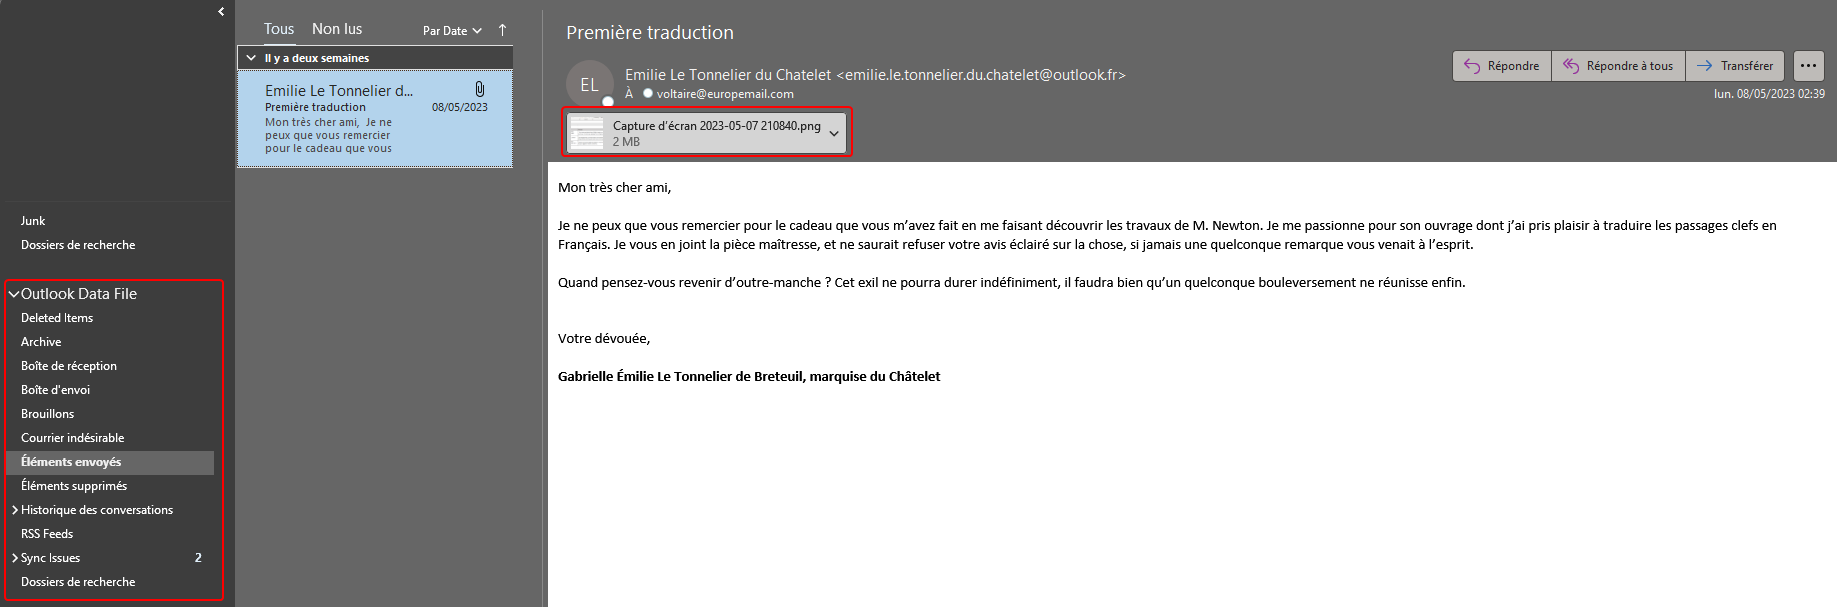 Junk
Dossiers de recherche
Outlook Data File
Deleted Items
Archive
Boîte de réception
Boîte d'envoi
Brouillons
Courrier indésirable
Éléments envoyés
Éléments supprimés
Historique des conversations
RSS Feeds
Sync Issues 2
Dossiers de recherche
Tous Non lus Par Date
Il y a deux semaines
Emilie Le Tonnelier d...
Première traduction 08/05/2023
Mon très cher ami, Je ne
peux que vous remercier
pour le cadeau que vous
Première traduction
EL
Emilie Le Tonnelier du Chatelet <emilie.le.tonnelier.du.chatelet@outlook.fr>
À voltaire@europemail.com
Répondre Répondre à tous Transférer ...
lun. 08/05/2023 02:39
Capture d'écran 2023-05-07 210840.png
2 MB
Mon très cher ami,
Je ne peux que vous remercier pour le cadeau que vous m’avez fait en me faisant découvrir les travaux de M. Newton. Je me passionne pour son ouvrage dont j’ai pris plaisir à traduire les passages clefs en
Français. Je vous en joint la pièce maîtresse, et ne saurait refuser votre avis éclairé sur la chose, si jamais une quelconque remarque vous venait à l’esprit.
Quand pensez-vous revenir d’outre-manche ? Cet exil ne pourra durer indéfiniment, il faudra bien qu’un quelconque bouleversement ne réunisse enfin.
Votre dévouée,
Gabrielle Émilie Le Tonnelier de Breteuil, marquise du Châtelet